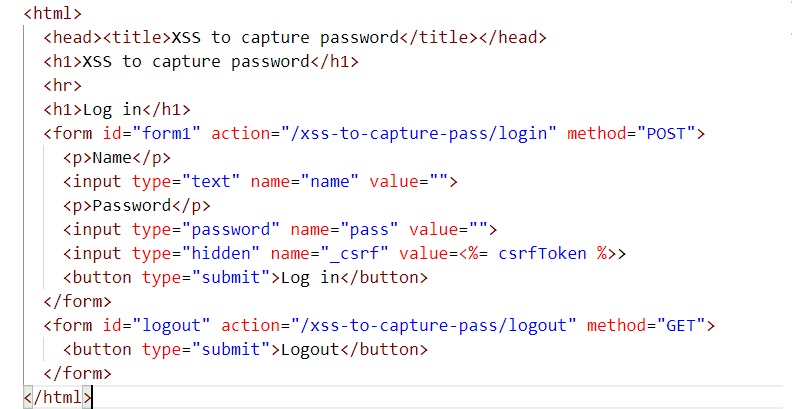 <html>
<head><title>XSS to capture password</title></head>
<h1>XSS to capture password</h1>
<hr>
<h1>Log in</h1>
<form id="form1" action="/xss-to-capture-pass/login" method="POST">
<p>Name</p>
<input type="text" name="name" value="">
<p>Password</p>
<input type="password" name="pass" value="">
<input type="hidden" name="_csrf" value=<%= csrfToken %>>
<button type="submit">Log in</button>
</form>
<form id="logout" action="/xss-to-capture-pass/logout" method="GET">
<button type="submit">Logout</button>
</form>
</html>